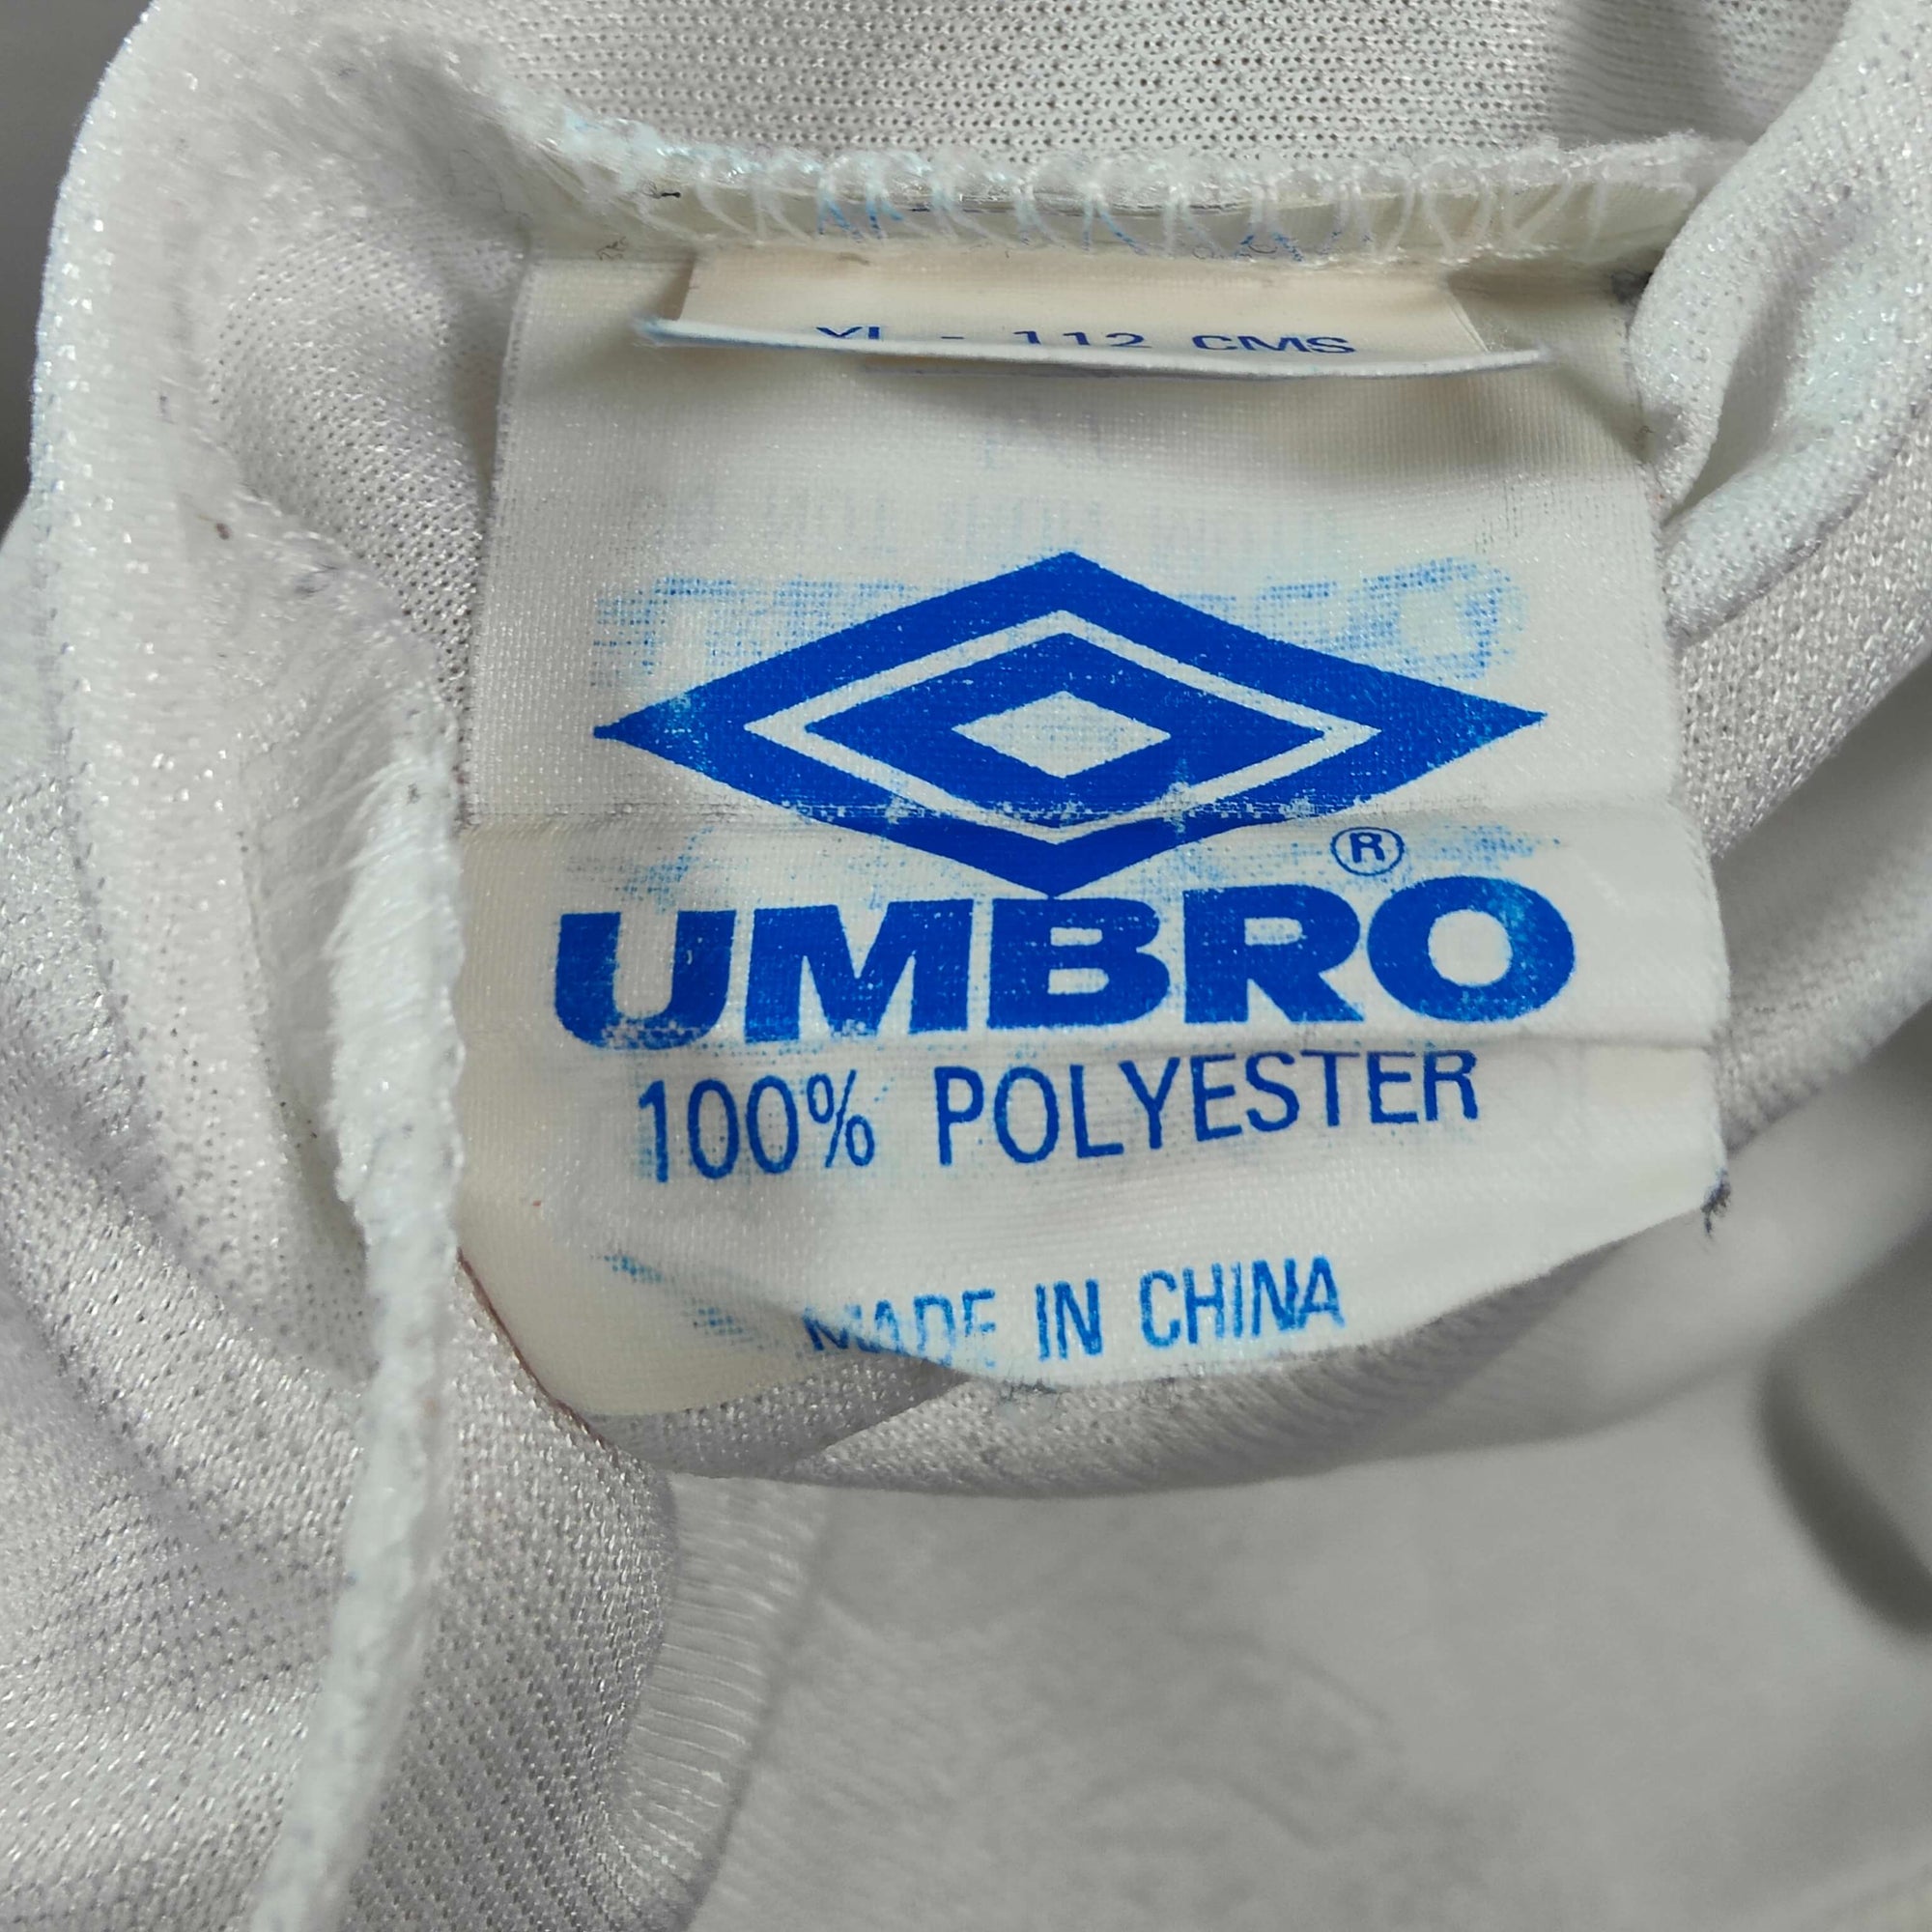 XL - 112 CMS
®
UMBRO
100% POLYESTER
MADE IN CHINA